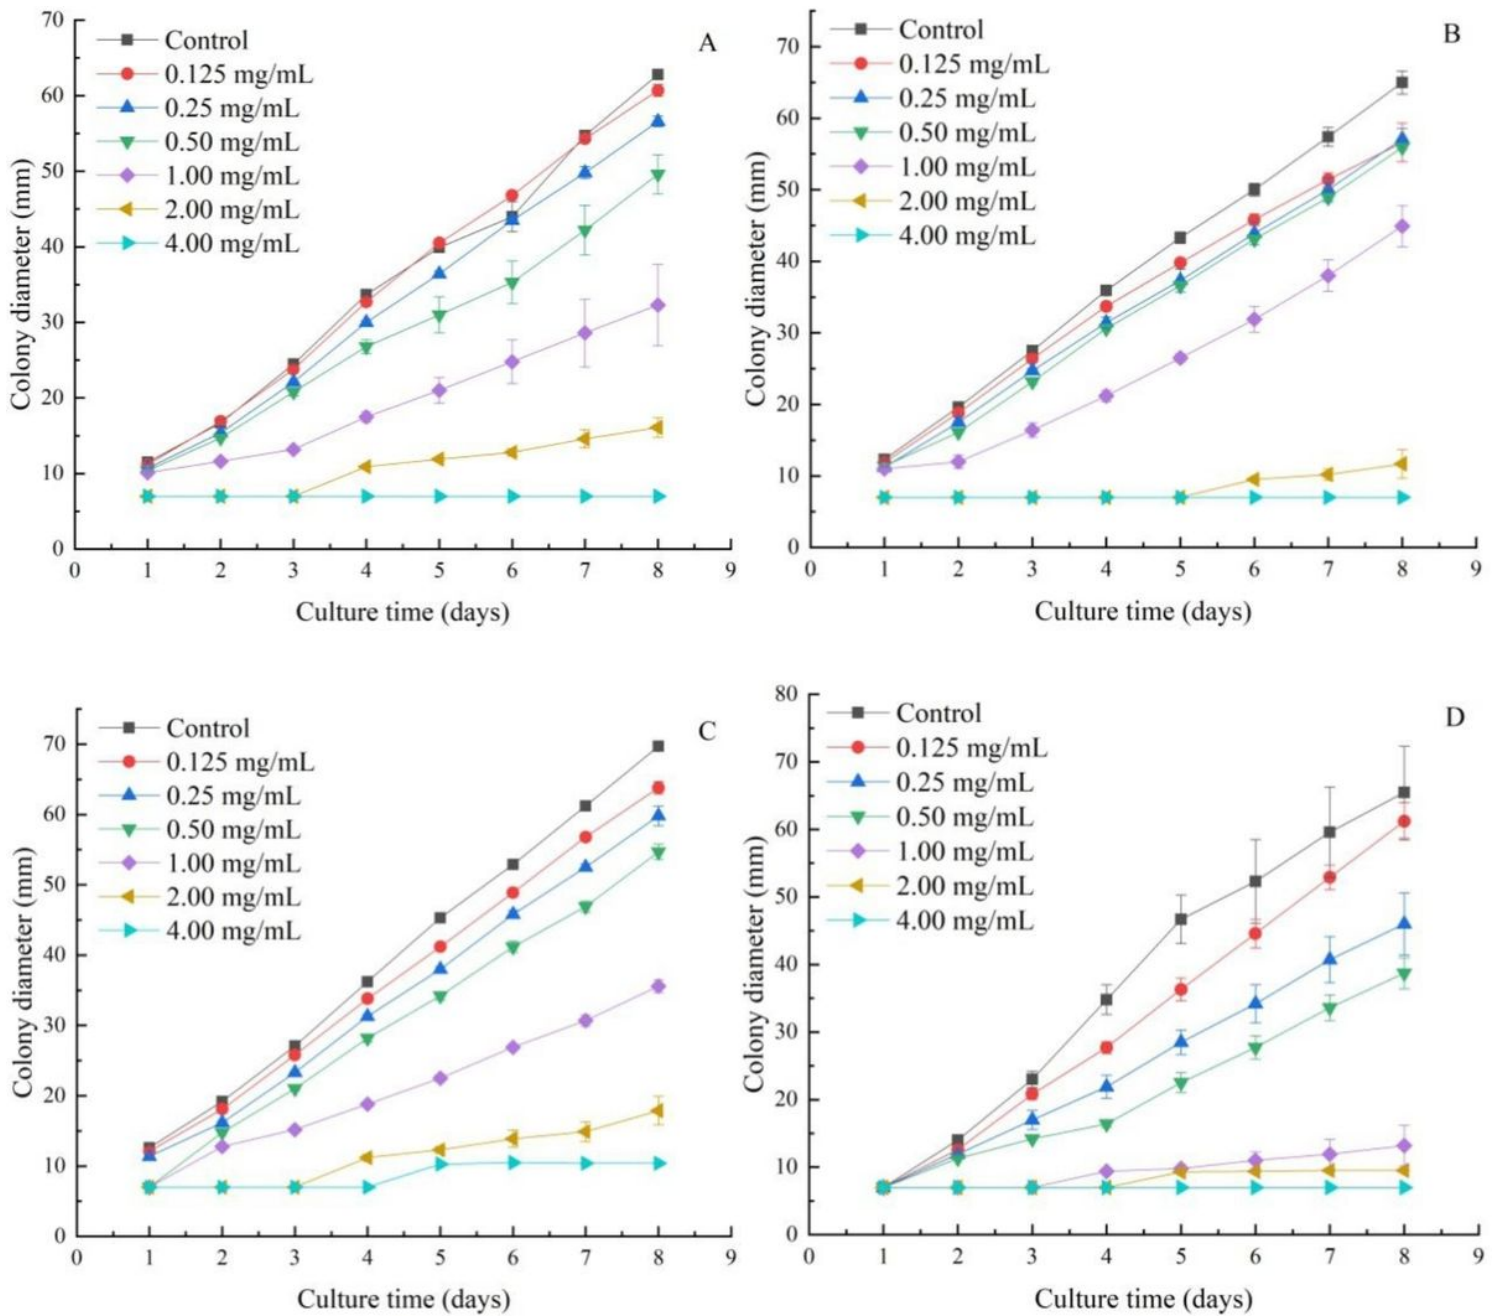 A
Control
0.125 mg/mL
0.25 mg/mL
0.50 mg/mL
1.00 mg/mL
2.00 mg/mL
4.00 mg/mL
Colony diameter (mm)
70
60
50
40
30
20
10
0
0 1 2 3 4 5 6 7 8 9
Culture time (days)
B
Control
0.125 mg/mL
0.25 mg/mL
0.50 mg/mL
1.00 mg/mL
2.00 mg/mL
4.00 mg/mL
Colony diameter (mm)
70
60
50
40
30
20
10
0
0 1 2 3 4 5 6 7 8 9
Culture time (days)
C
Control
0.125 mg/mL
0.25 mg/mL
0.50 mg/mL
1.00 mg/mL
2.00 mg/mL
4.00 mg/mL
Colony diameter (mm)
70
60
50
40
30
20
10
0
0 1 2 3 4 5 6 7 8 9
Culture time (days)
D
Control
0.125 mg/mL
0.25 mg/mL
0.50 mg/mL
1.00 mg/mL
2.00 mg/mL
4.00 mg/mL
Colony diameter (mm)
80
70
60
50
40
30
20
10
0
0 1 2 3 4 5 6 7 8 9
Culture time (days)